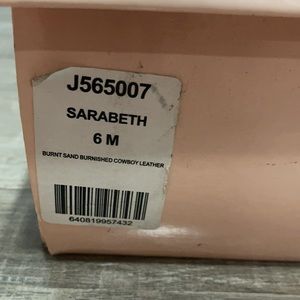 J565007
SARABETH
6 M
BURNT SAND BURNISHED COWBOY LEATHER
640819957432